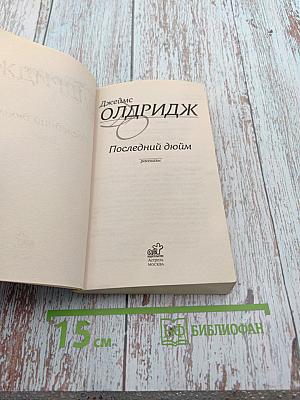 Джеймс
ОЛДРИДЖ
Последний дюйм
рассказы
Астрель
МОСКВА
15 см
БИБЛИОФАН